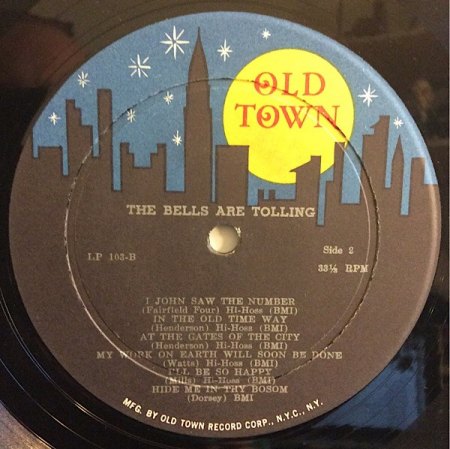 OLD
TOWN
THE BELLS ARE TOLLING
LP 103-B
Side 2
33⅓ RPM
I JOHN SAW THE NUMBER
(Fairfield Four) Hi-Hoss (BMI)
IN THE OLD TIME WAY
(Henderson) Hi-Hoss (BMI)
AT THE GATES OF THE CITY
(Henderson) Hi-Hoss (BMI)
MY WORK ON EARTH WILL SOON BE DONE
(Watts) Hi-Hoss (BMI)
I'LL BE SO HAPPY
(Mills) Hi-Hoss (BMI)
HIDE ME IN THY BOSOM
(Dorsey) BMI
MFG. BY OLD TOWN RECORD CORP., N.Y.C., N.Y.